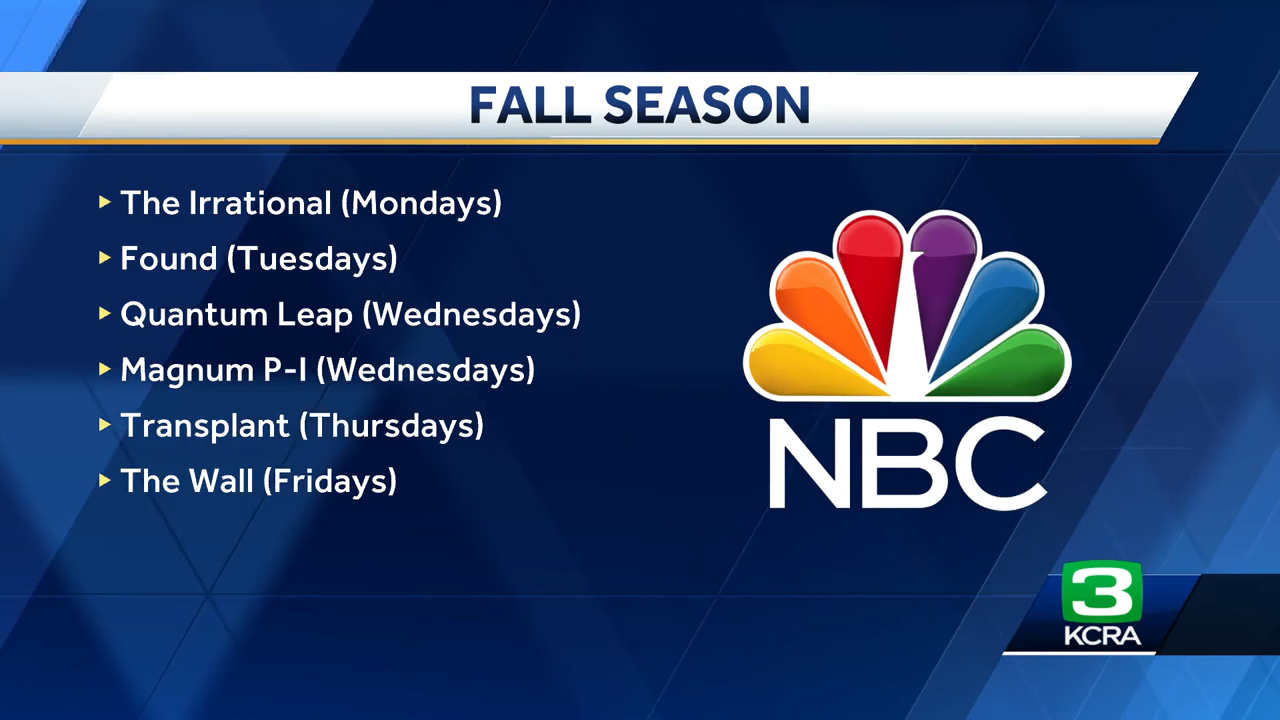 FALL SEASON
The Irrational (Mondays)
Found (Tuesdays)
Quantum Leap (Wednesdays)
Magnum P-I (Wednesdays)
Transplant (Thursdays)
The Wall (Fridays)
NBC
3
KCRA